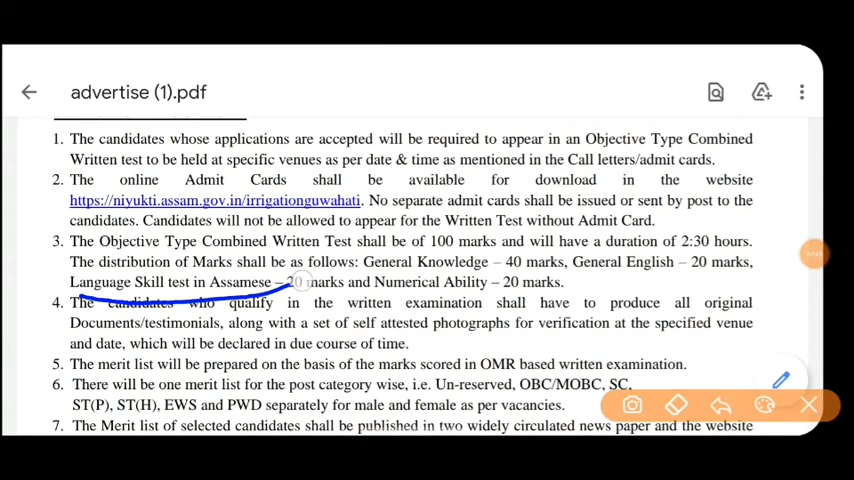 advertise (1).pdf
1. The candidates whose applications are accepted will be required to appear in an Objective Type Combined
Written test to be held at specific venues as per date & time as mentioned in the Call letters/admit cards.
2. The online Admit Cards shall be available for download in the website
https://niyukti.assam.gov.in/irrigationguwahati. No separate admit cards shall be issued or sent by post to the
candidates. Candidates will not be allowed to appear for the Written Test without Admit Card.
3. The Objective Type Combined Written Test shall be of 100 marks and will have a duration of 2:30 hours.
The distribution of Marks shall be as follows: General Knowledge – 40 marks, General English – 20 marks,
Language Skill test in Assamese – 20 marks and Numerical Ability – 20 marks.
4. The candidates who qualify in the written examination shall have to produce all original
Documents/testimonials, along with a set of self attested photographs for verification at the specified venue
and date, which will be declared in due course of time.
5. The merit list will be prepared on the basis of the marks scored in OMR based written examination.
6. There will be one merit list for the post category wise, i.e. Un-reserved, OBC/MOBC, SC,
ST(P), ST(H), EWS and PWD separately for male and female as per vacancies.
7. The Merit list of selected candidates shall be published in two widely circulated news paper and the website